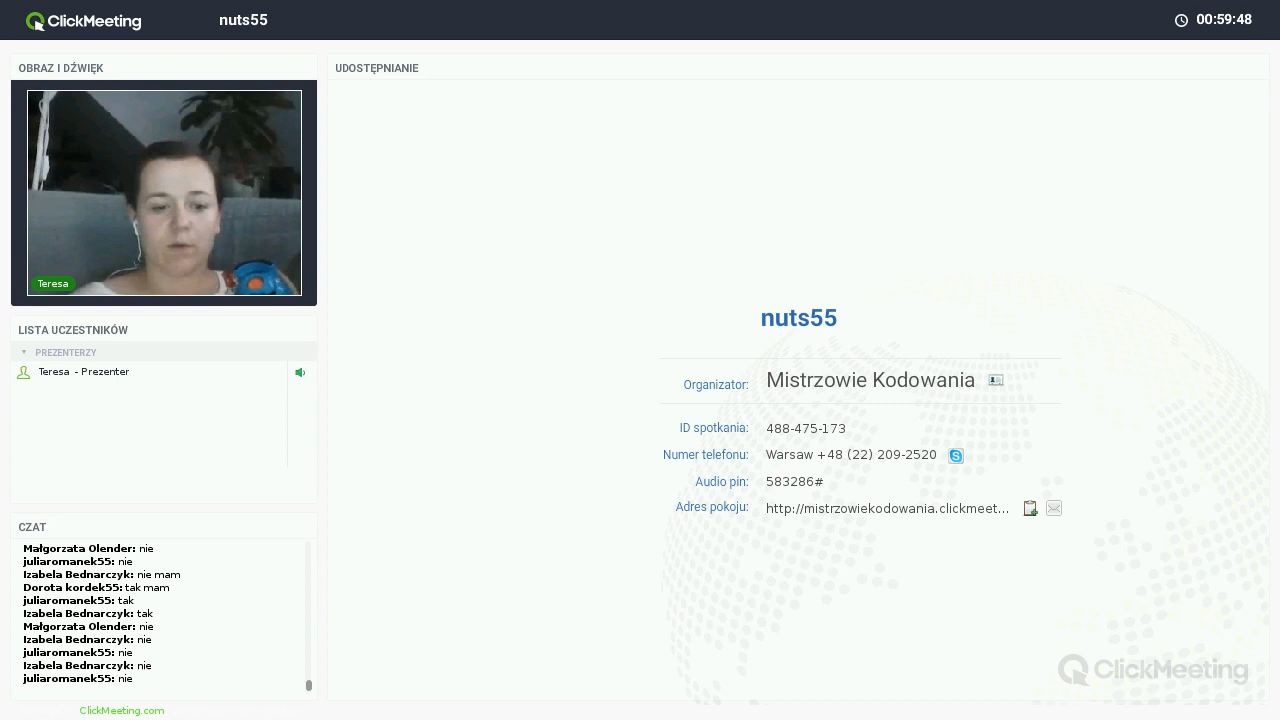 ClickMeeting
nuts55
00:59:48
OBRAZ I DŹWIĘK
Teresa
LISTA UCZESTNIKÓW
PREZENTERZY
Teresa - Prezenter
CZAT
Małgorzata Olender: nie
juliaromanek55: nie
Izabela Bednarczyk: nie mam
Dorota kordek55: tak mam
juliaromanek55: tak
Izabela Bednarczyk: tak
Małgorzata Olender: nie
Izabela Bednarczyk: nie
juliaromanek55: nie
Izabela Bednarczyk: nie
juliaromanek55: nie
ClickMeeting.com
UDOSTĘPNIANIE
nuts55
Organizator: Mistrzowie Kodowania
ID spotkania: 488-475-173
Numer telefonu: Warsaw +48 (22) 209-2520
Audio pin: 583286#
Adres pokoju: http://mistrzowiekodowania.clickmeet...
ClickMeeting